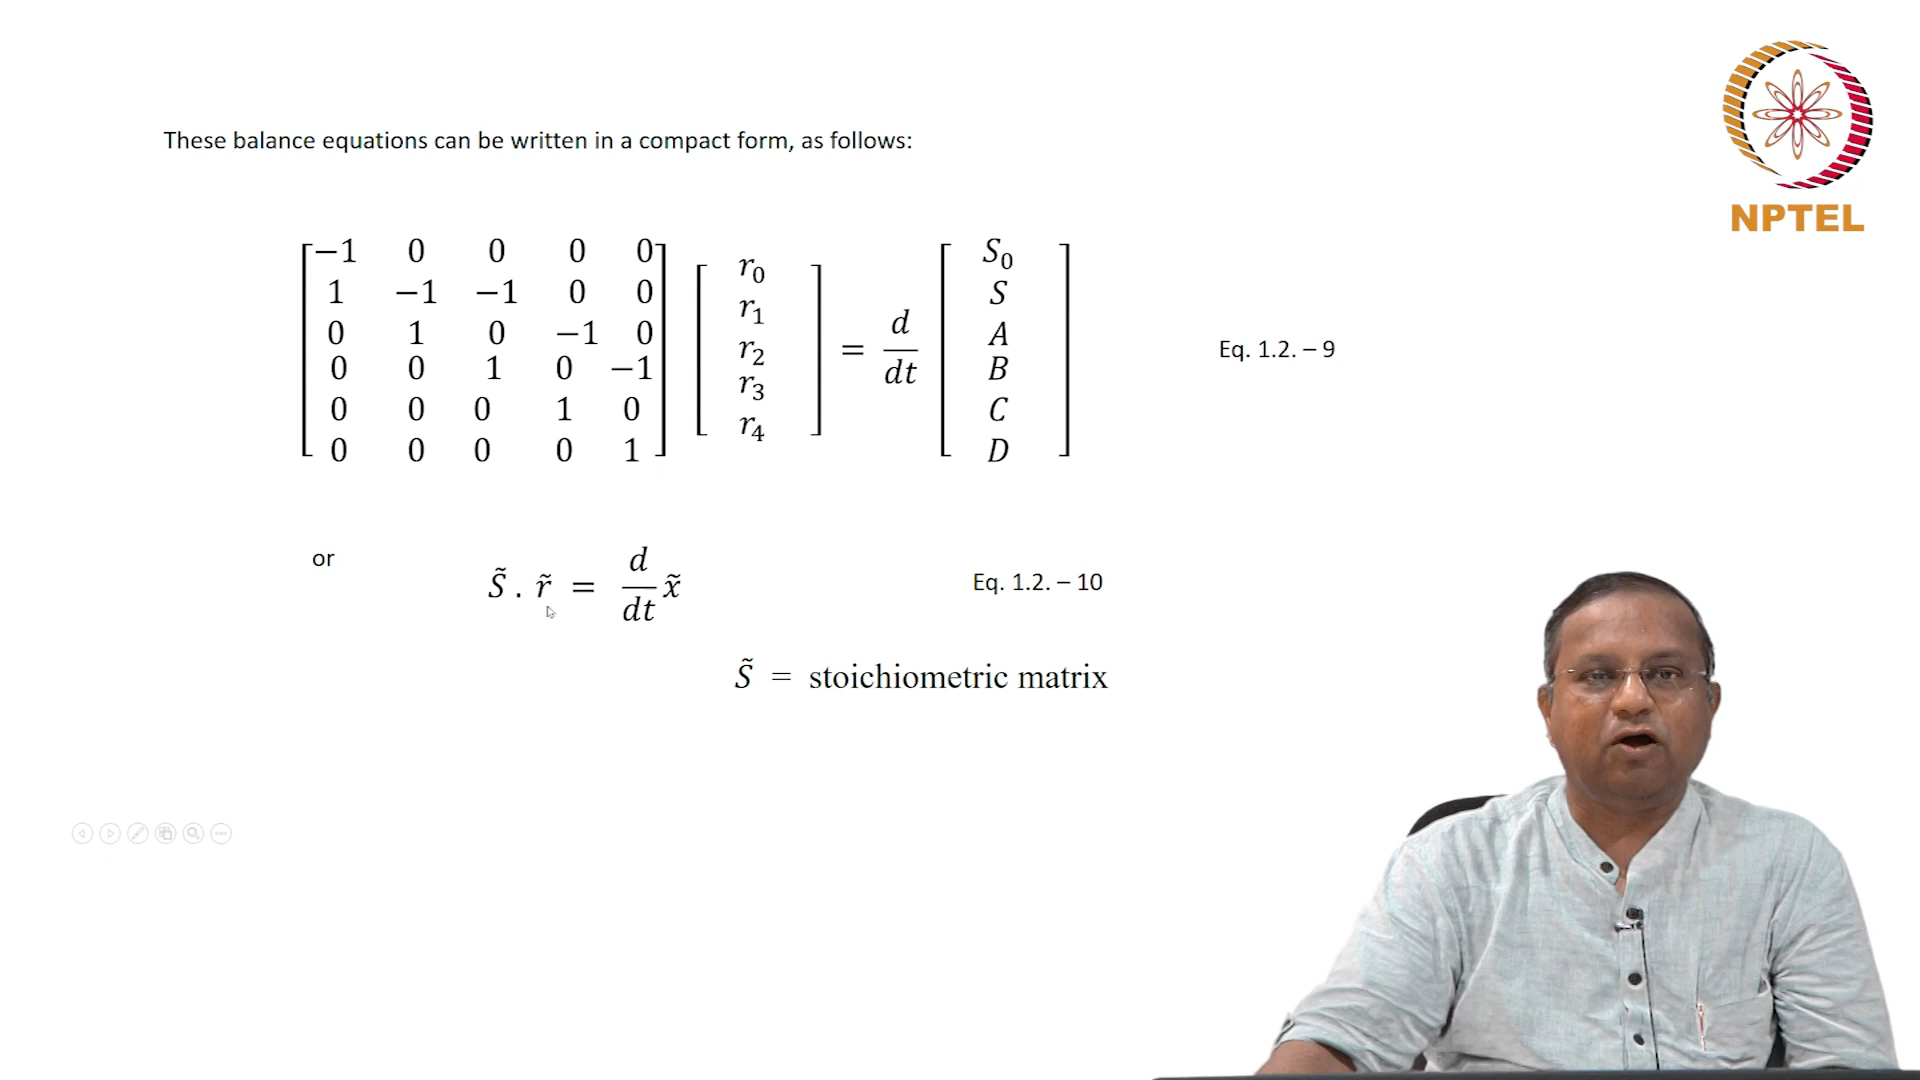 These balance equations can be written in a compact form, as follows:
−1 0 0 0 0
1 −1 −1 0 0
0 1 0 −1 0
0 0 1 0 −1
0 0 0 1 0
0 0 0 0 1
r₀
r₁
r₂
r₃
r₄
= d/dt
S₀
S
A
B
C
D
Eq. 1.2. – 9
or
S̃ . r̃ = d/dt x̃
Eq. 1.2. – 10
S̃ = stoichiometric matrix
NPTEL